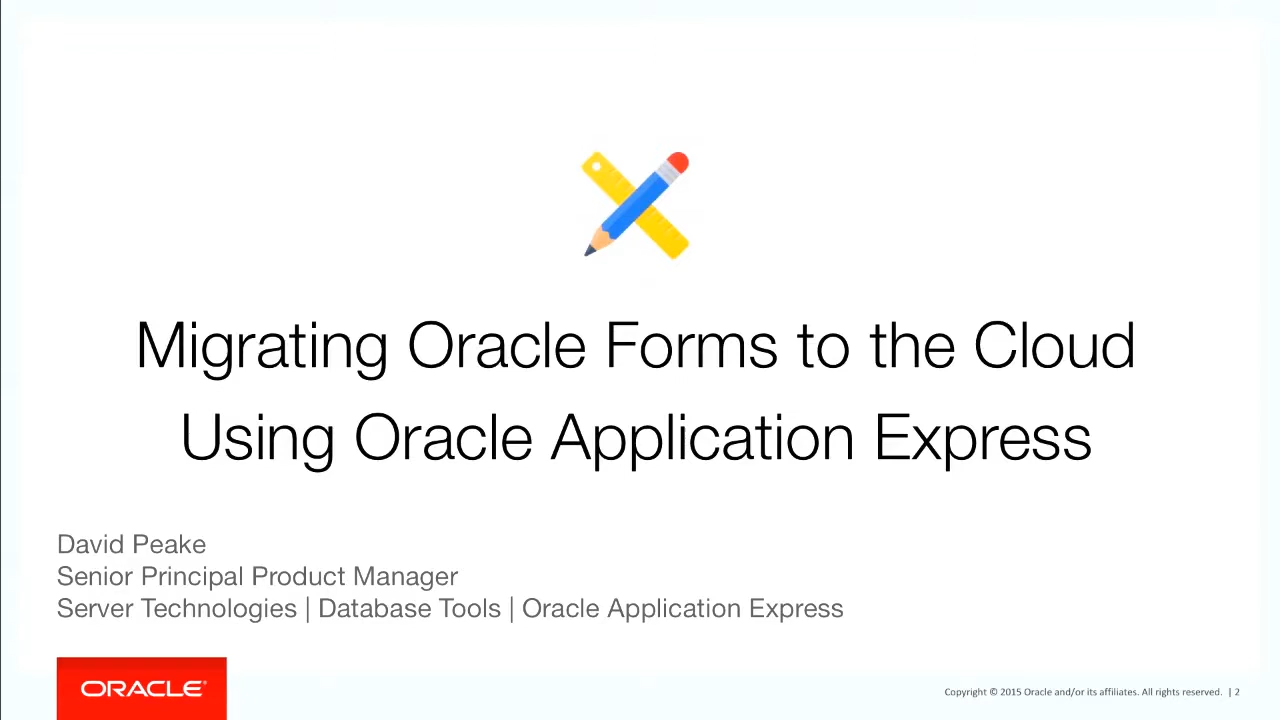 Migrating Oracle Forms to the Cloud
Using Oracle Application Express
David Peake
Senior Principal Product Manager
Server Technologies | Database Tools | Oracle Application Express
ORACLE®
Copyright © 2015 Oracle and/or its affiliates. All rights reserved. | 2